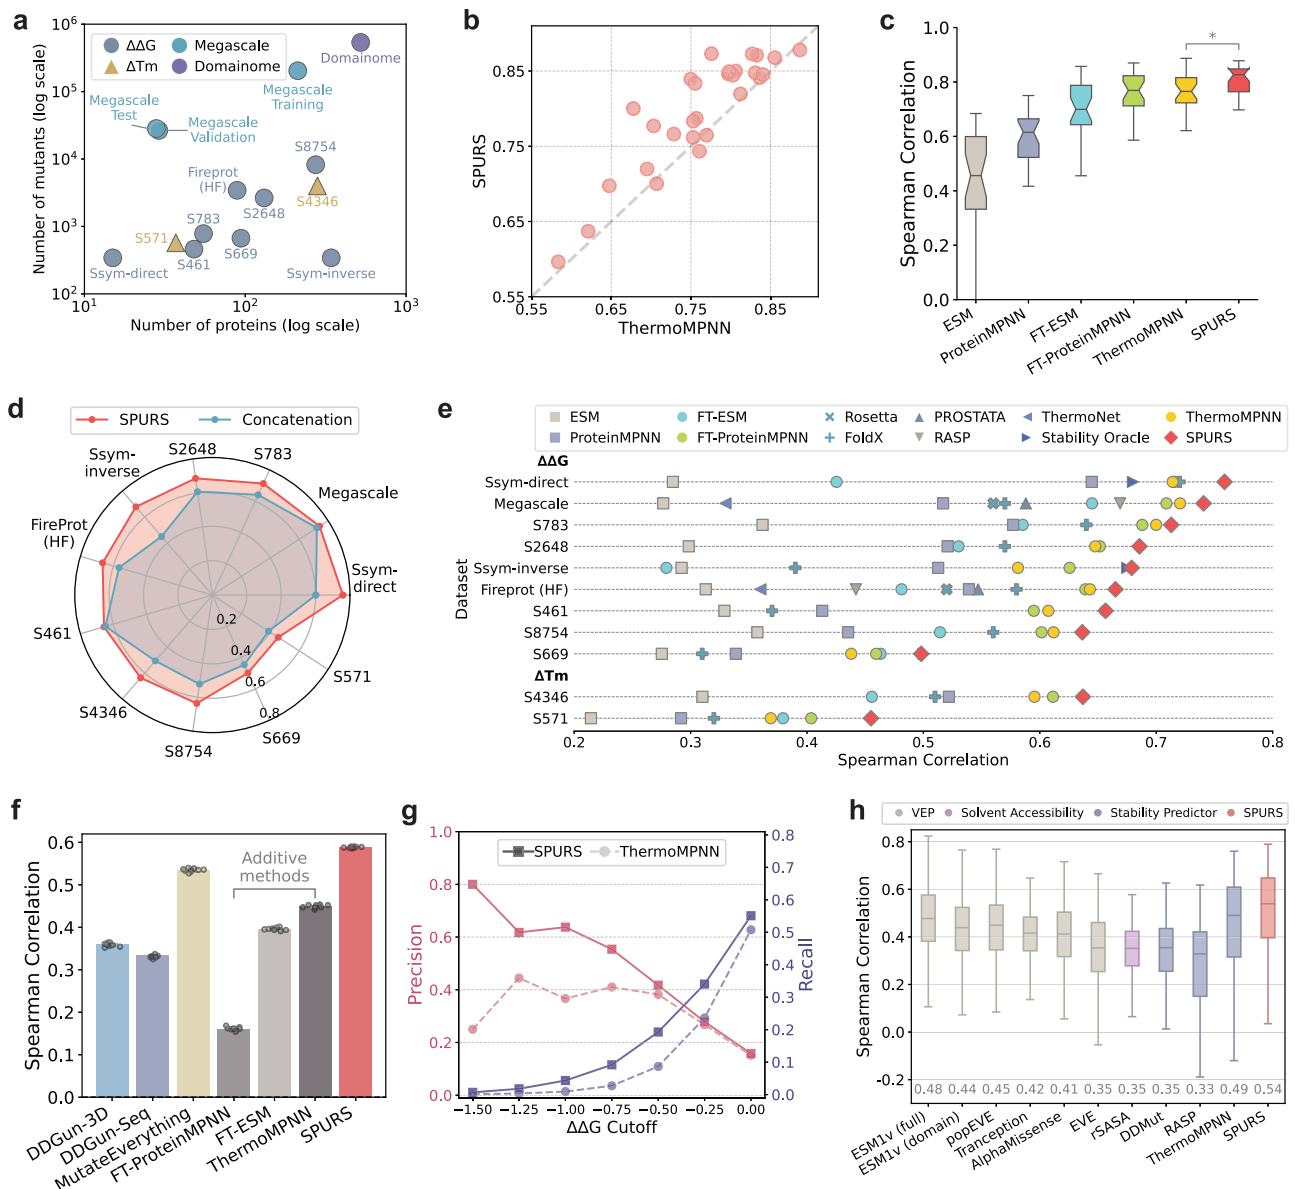 a
Number of mutants (log scale)
10^6
10^5
10^4
10^3
10^2
ΔΔG
Megascale
ΔTm
Domainome
Domainome
Megascale
Training
Megascale
Test
Megascale
Validation
S8754
Fireprot
(HF)
S4346
S2648
S783
S571
S461
S669
Ssym-direct
Ssym-inverse
10^1
10^2
10^3
Number of proteins (log scale)
b
SPURS
0.85
0.75
0.65
0.55
0.55
0.65
0.75
0.85
ThermoMPNN
c
Spearman Correlation
1.0
0.8
0.6
0.4
0.2
0.0
*
ESM
ProteinMPNN
FT-ESM
FT-ProteinMPNN
ThermoMPNN
SPURS
d
SPURS
Concatenation
S2648
S783
Ssym-
inverse
Megascale
FireProt
(HF)
Ssym-
direct
S461
S571
S4346
S8754
S669
0.2
0.4
0.6
0.8
e
ESM
FT-ESM
Rosetta
PROSTATA
ThermoNet
ThermoMPNN
ProteinMPNN
FT-ProteinMPNN
FoldX
RASP
Stability Oracle
SPURS
Dataset
ΔΔG
Ssym-direct
Megascale
S783
S2648
Ssym-inverse
Fireprot (HF)
S461
S8754
S669
ΔTm
S4346
S571
0.2
0.3
0.4
0.5
0.6
0.7
0.8
Spearman Correlation
f
Spearman Correlation
0.6
0.5
0.4
0.3
0.2
0.1
0.0
Additive
methods
DDGun-3D
DDGun-Seq
MutateEverything
FT-ProteinMPNN
FT-ESM
ThermoMPNN
SPURS
g
Precision
1.0
0.8
0.6
0.4
0.2
0.0
SPURS
ThermoMPNN
0.8
0.7
0.6
0.5
0.4
0.3
0.2
0.1
0.0
Recall
−1.50
−1.25
−1.00
−0.75
−0.50
−0.25
0.00
ΔΔG Cutoff
h
VEP
Solvent Accessibility
Stability Predictor
SPURS
Spearman Correlation
0.8
0.6
0.4
0.2
0.0
-0.2
0.48
0.44
0.45
0.42
0.41
0.35
0.35
0.35
0.33
0.49
0.54
ESM1v (full)
ESM1v (domain)
popEVE
Tranception
AlphaMissense
EVE
rSASA
DDMut
RASP
ThermoMPNN
SPURS